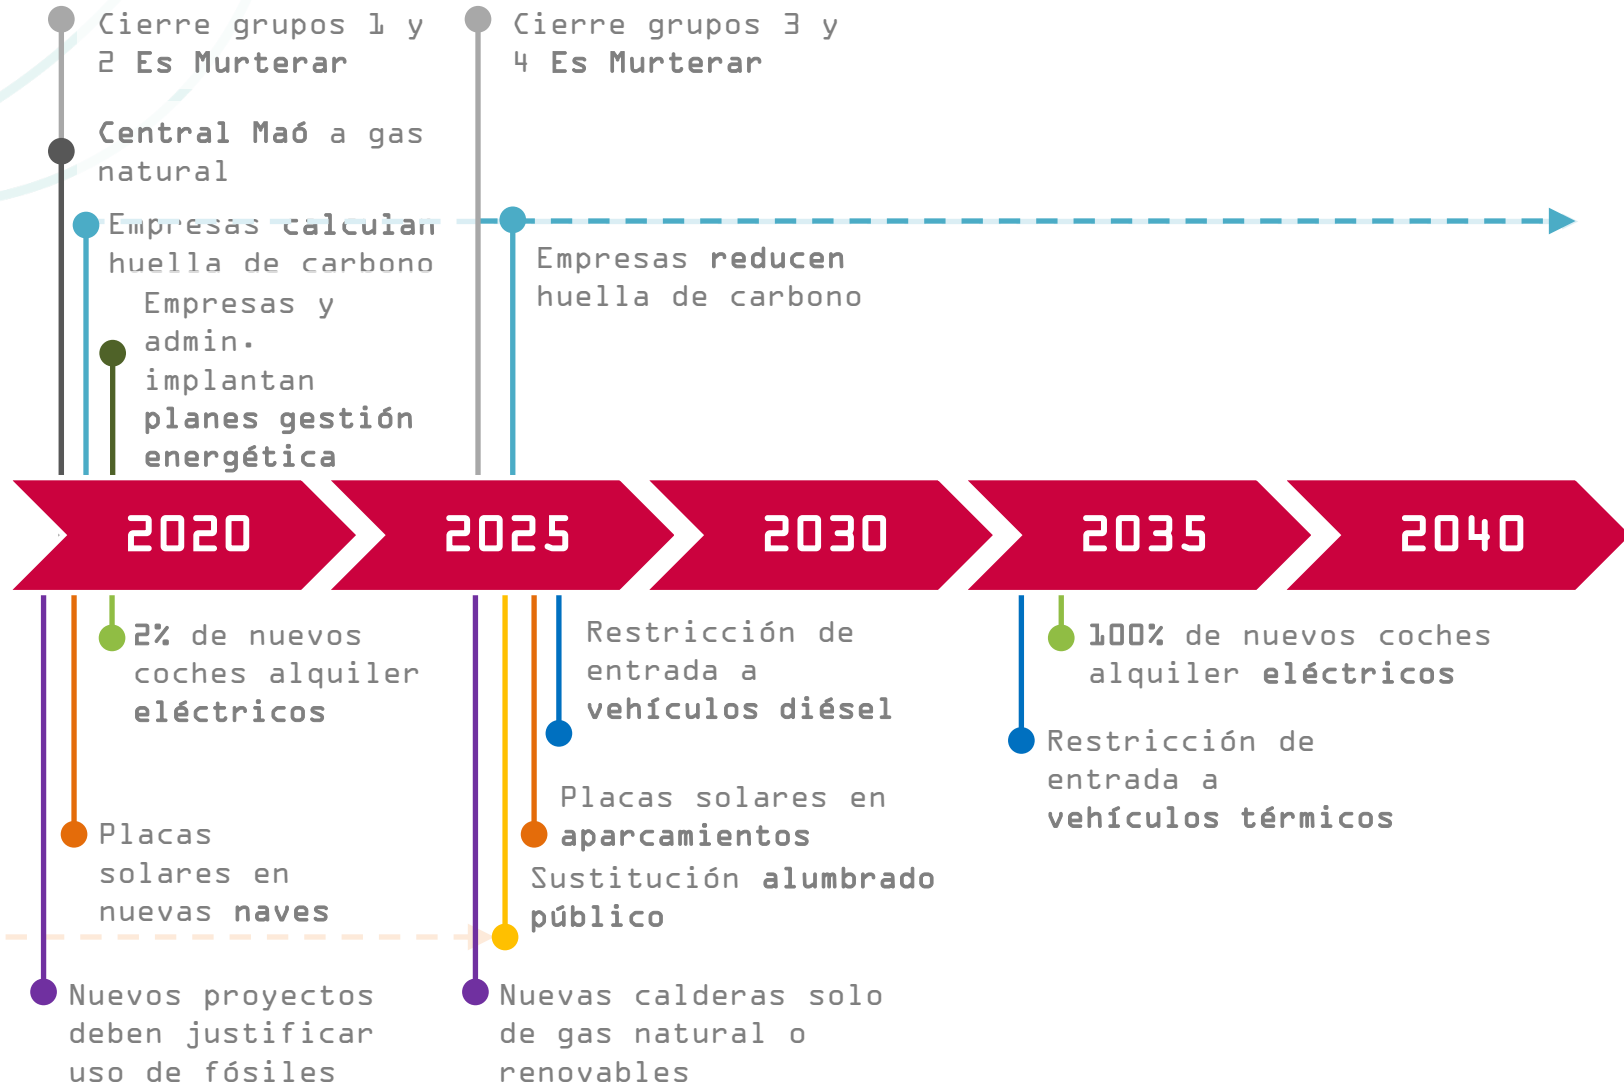 Cierre grupos 1 y
2 Es Murterar
Central Maó a gas
natural
Empresas calculan
huella de carbono
Empresas y
admin.
implantan
planes gestión
energética
Cierre grupos 3 y
4 Es Murterar
Empresas reducen
huella de carbono
2020
2025
2030
2035
2040
2% de nuevos
coches alquiler
eléctricos
Placas
solares en
nuevas naves
Nuevos proyectos
deben justificar
uso de fósiles
Restricción de
entrada a
vehículos diésel
Placas solares en
aparcamientos
Sustitución alumbrado
público
Nuevas calderas solo
de gas natural o
renovables
100% de nuevos coches
alquiler eléctricos
Restricción de
entrada a
vehículos térmicos